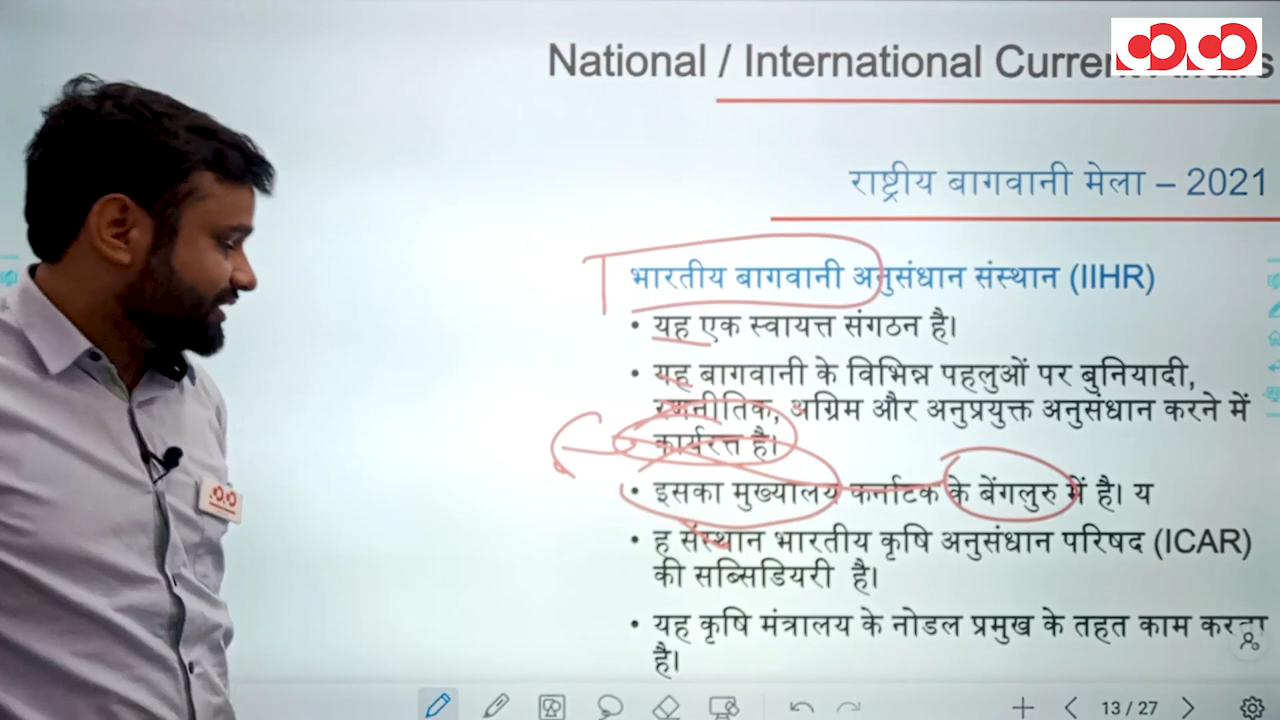 National / International Current Affairs
राष्ट्रीय बागवानी मेला – 2021
भारतीय बागवानी अनुसंधान संस्थान (IIHR)
• यह एक स्वायत्त संगठन है।
• यह बागवानी के विभिन्न पहलुओं पर बुनियादी,
रणनीतिक, अग्रिम और अनुप्रयुक्त अनुसंधान करने में
कार्यरत्त है।
• इसका मुख्यालय कर्नाटक के बेंगलुरु में है। य
• ह संस्थान भारतीय कृषि अनुसंधान परिषद (ICAR)
की सब्सिडियरी है।
• यह कृषि मंत्रालय के नोडल प्रमुख के तहत काम करता
है।
13 / 27